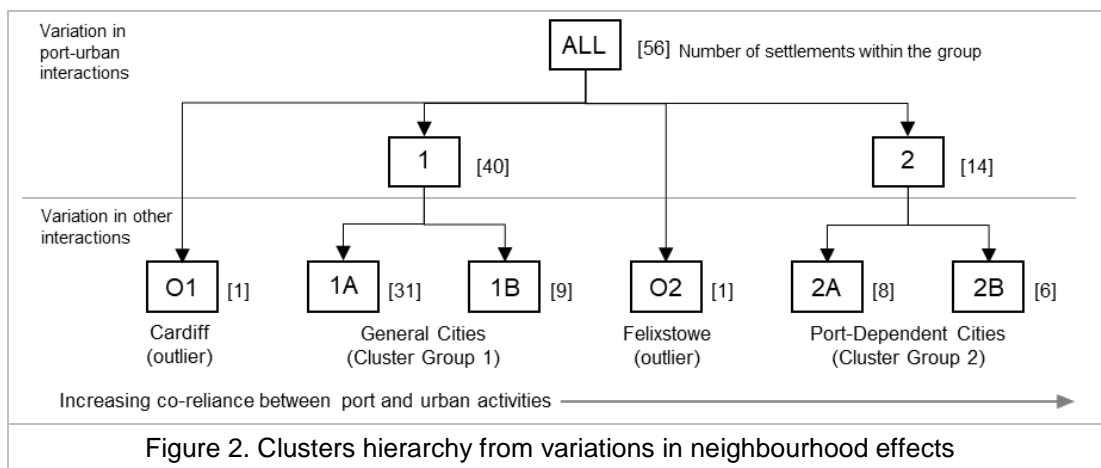 Variation in
port-urban
interactions
ALL
[56] Number of settlements within the group
1
[40]
2
[14]
Variation in other
interactions
O1
[1]
1A
[31]
1B
[9]
O2
[1]
2A
[8]
2B
[6]
Cardiff
(outlier)
General Cities
(Cluster Group 1)
Felixstowe
(outlier)
Port-Dependent Cities
(Cluster Group 2)
Increasing co-reliance between port and urban activities
Figure 2. Clusters hierarchy from variations in neighbourhood effects